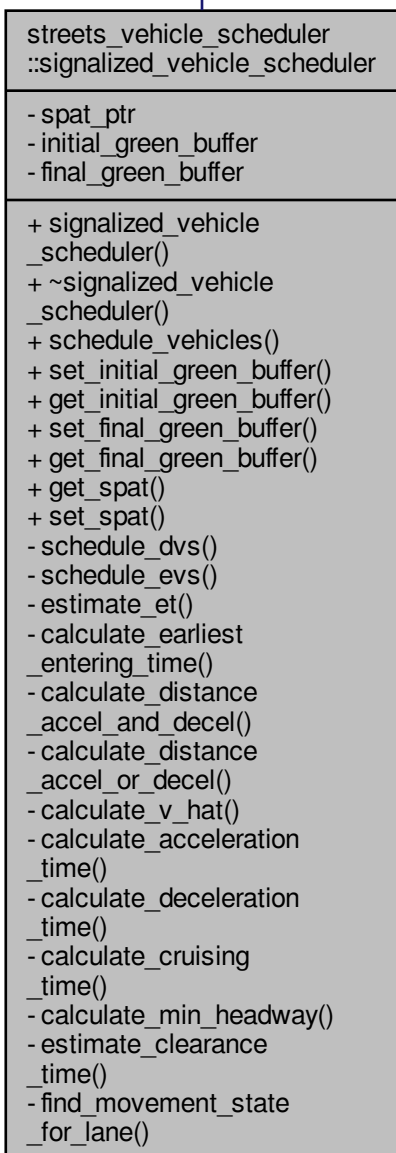 streets_vehicle_scheduler
::signalized_vehicle_scheduler
- spat_ptr
- initial_green_buffer
- final_green_buffer
+ signalized_vehicle
_scheduler()
+ ~signalized_vehicle
_scheduler()
+ schedule_vehicles()
+ set_initial_green_buffer()
+ get_initial_green_buffer()
+ set_final_green_buffer()
+ get_final_green_buffer()
+ get_spat()
+ set_spat()
- schedule_dvs()
- schedule_evs()
- estimate_et()
- calculate_earliest
_entering_time()
- calculate_distance
_accel_and_decel()
- calculate_distance
_accel_or_decel()
- calculate_v_hat()
- calculate_acceleration
_time()
- calculate_deceleration
_time()
- calculate_cruising
_time()
- calculate_min_headway()
- estimate_clearance
_time()
- find_movement_state
_for_lane()